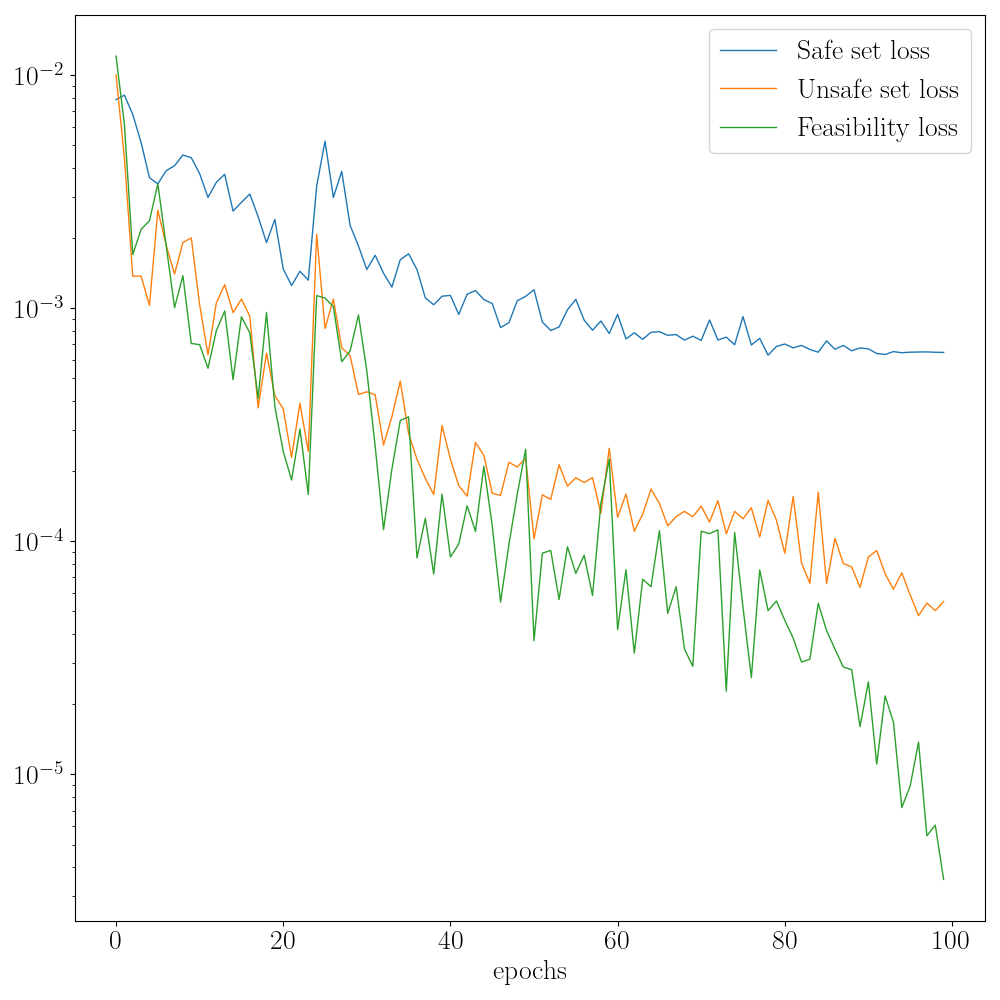 Safe set loss
Unsafe set loss
Feasibility loss
10⁻²
10⁻³
10⁻⁴
10⁻⁵
0 20 40 60 80 100
epochs